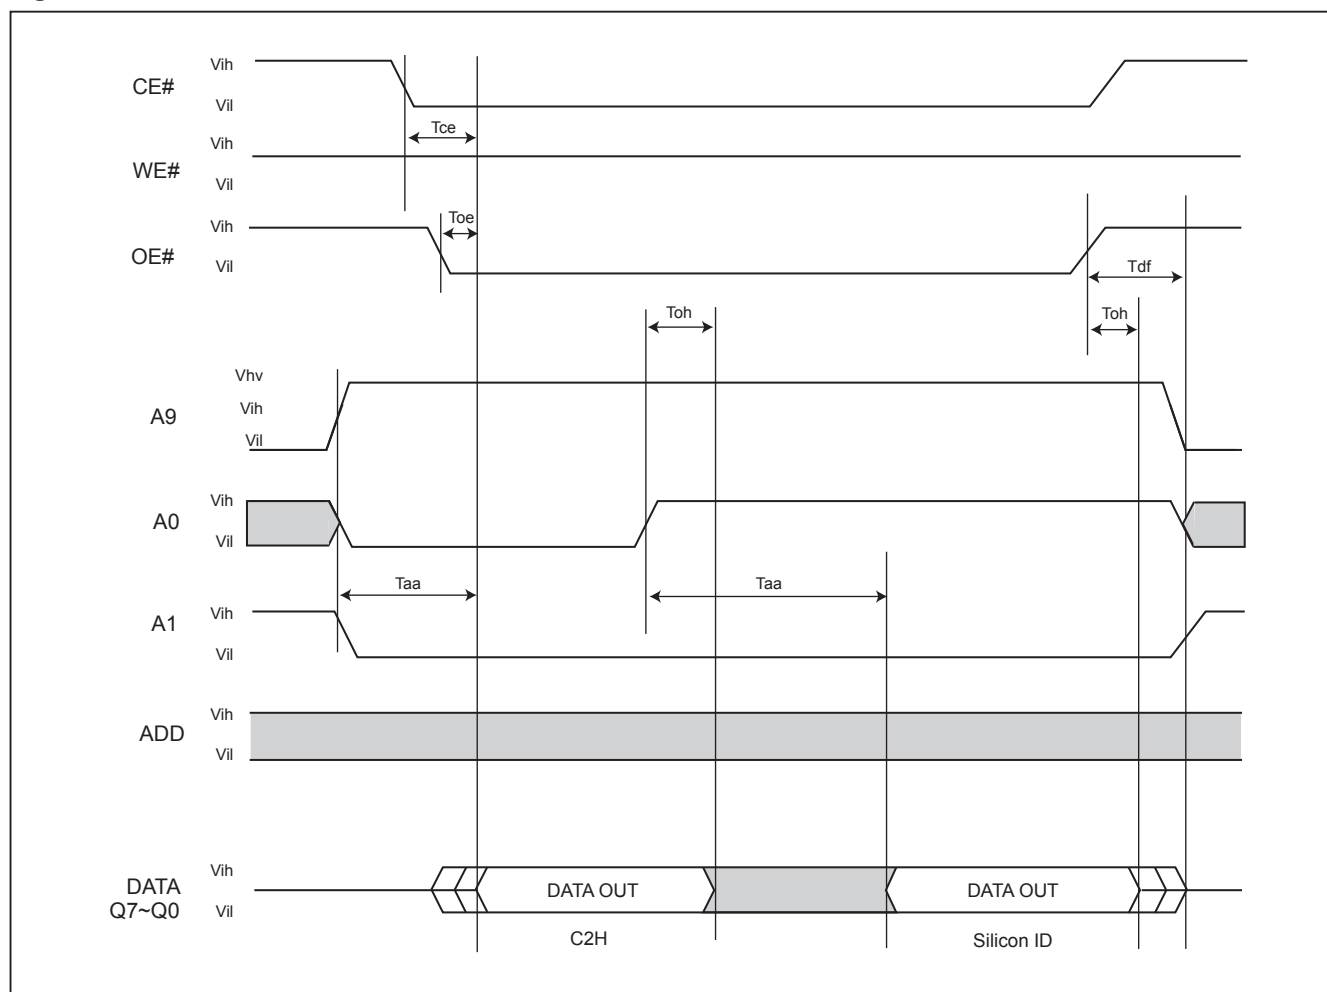 CE#
Vih
Vil
Tce
WE#
Vih
Vil
OE#
Vih
Vil
Toe
Tdf
Toh
Toh
A9
Vhv
Vih
Vil
A0
Vih
Vil
Taa
Taa
A1
Vih
Vil
ADD
Vih
Vil
DATA
Q7~Q0
Vih
Vil
DATA OUT
DATA OUT
C2H
Silicon ID